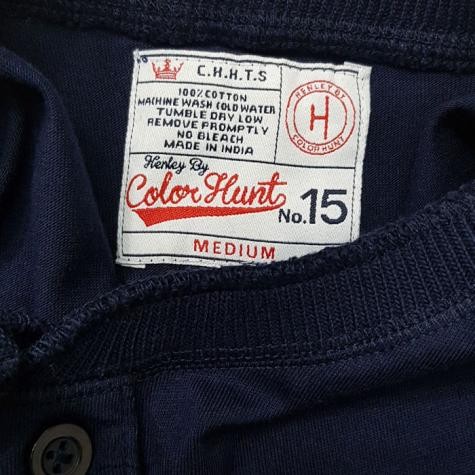 C.H.H.T.S
100% COTTON
MACHINE WASH COLD WATER
TUMBLE DRY LOW
REMOVE PROMPTLY
NO BLEACH
MADE IN INDIA
HENLEY BY
H
COLOR HUNT
Henley By
Color Hunt
No.15
MEDIUM